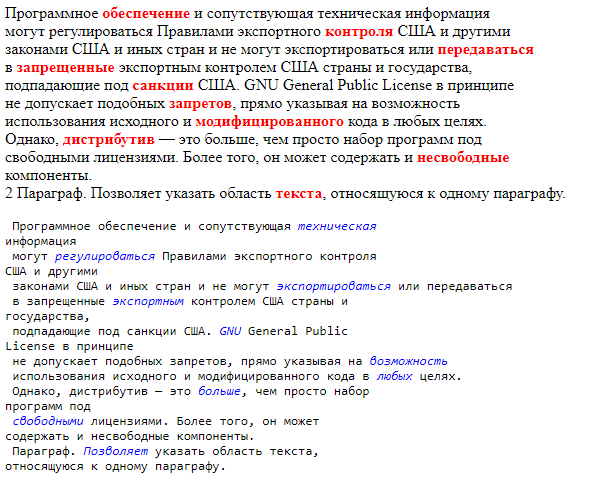 Программное обеспечение и сопутствующая техническая информация
могут регулироваться Правилами экспортного контроля США и другими
законами США и иных стран и не могут экспортироваться или передаваться
в запрещенные экспортным контролем США страны и государства,
подпадающие под санкции США. GNU General Public License в принципе
не допускает подобных запретов, прямо указывая на возможность
использования исходного и модифицированного кода в любых целях.
Однако, дистрибутив — это больше, чем просто набор программ под
свободными лицензиями. Более того, он может содержать и несвободные
компоненты.
2 Параграф. Позволяет указать область текста, относящуюся к одному параграфу.
Программное обеспечение и сопутствующая техническая
информация
могут регулироваться Правилами экспортного контроля
США и другими
законами США и иных стран и не могут экспортироваться или передаваться
в запрещенные экспортным контролем США страны и
государства,
подпадающие под санкции США. GNU General Public
License в принципе
не допускает подобных запретов, прямо указывая на возможность
использования исходного и модифицированного кода в любых целях.
Однако, дистрибутив — это больше, чем просто набор
программ под
свободными лицензиями. Более того, он может
содержать и несвободные компоненты.
Параграф. Позволяет указать область текста,
относящуюся к одному параграфу.